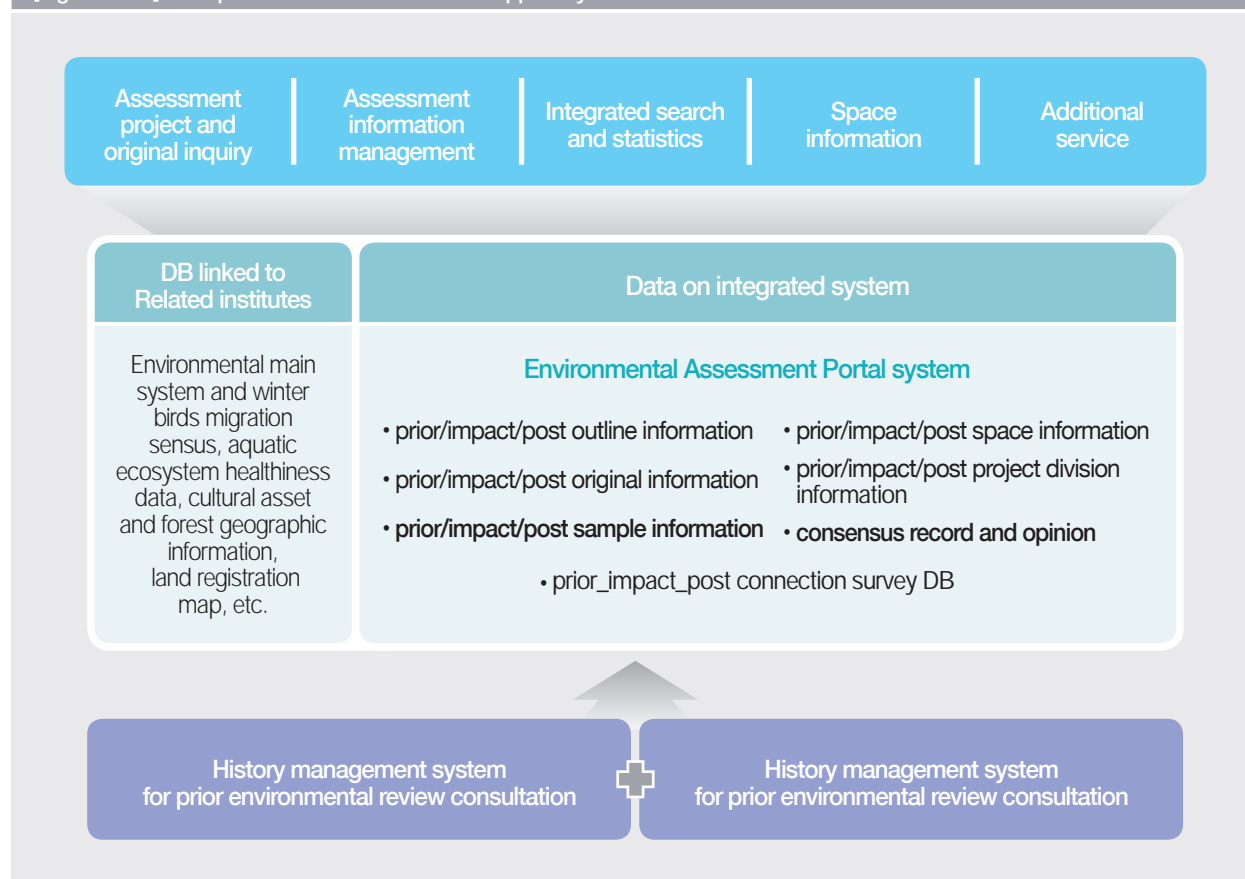 Assessment
project and
original inquiry
Assessment
information
management
Integrated search
and statistics
Space
information
Additional
service
DB linked to
Related institutes
Data on integrated system
Environmental main
system and winter
birds migration
sensus, aquatic
ecosystem healthiness
data, cultural asset
and forest geographic
information,
land registration
map, etc.
Environmental Assessment Portal system
• prior/impact/post outline information
• prior/impact/post original information
• prior/impact/post sample information
• prior/impact/post space information
• prior/impact/post project division
information
• consensus record and opinion
• prior_impact_post connection survey DB
History management system
for prior environmental review consultation
History management system
for prior environmental review consultation